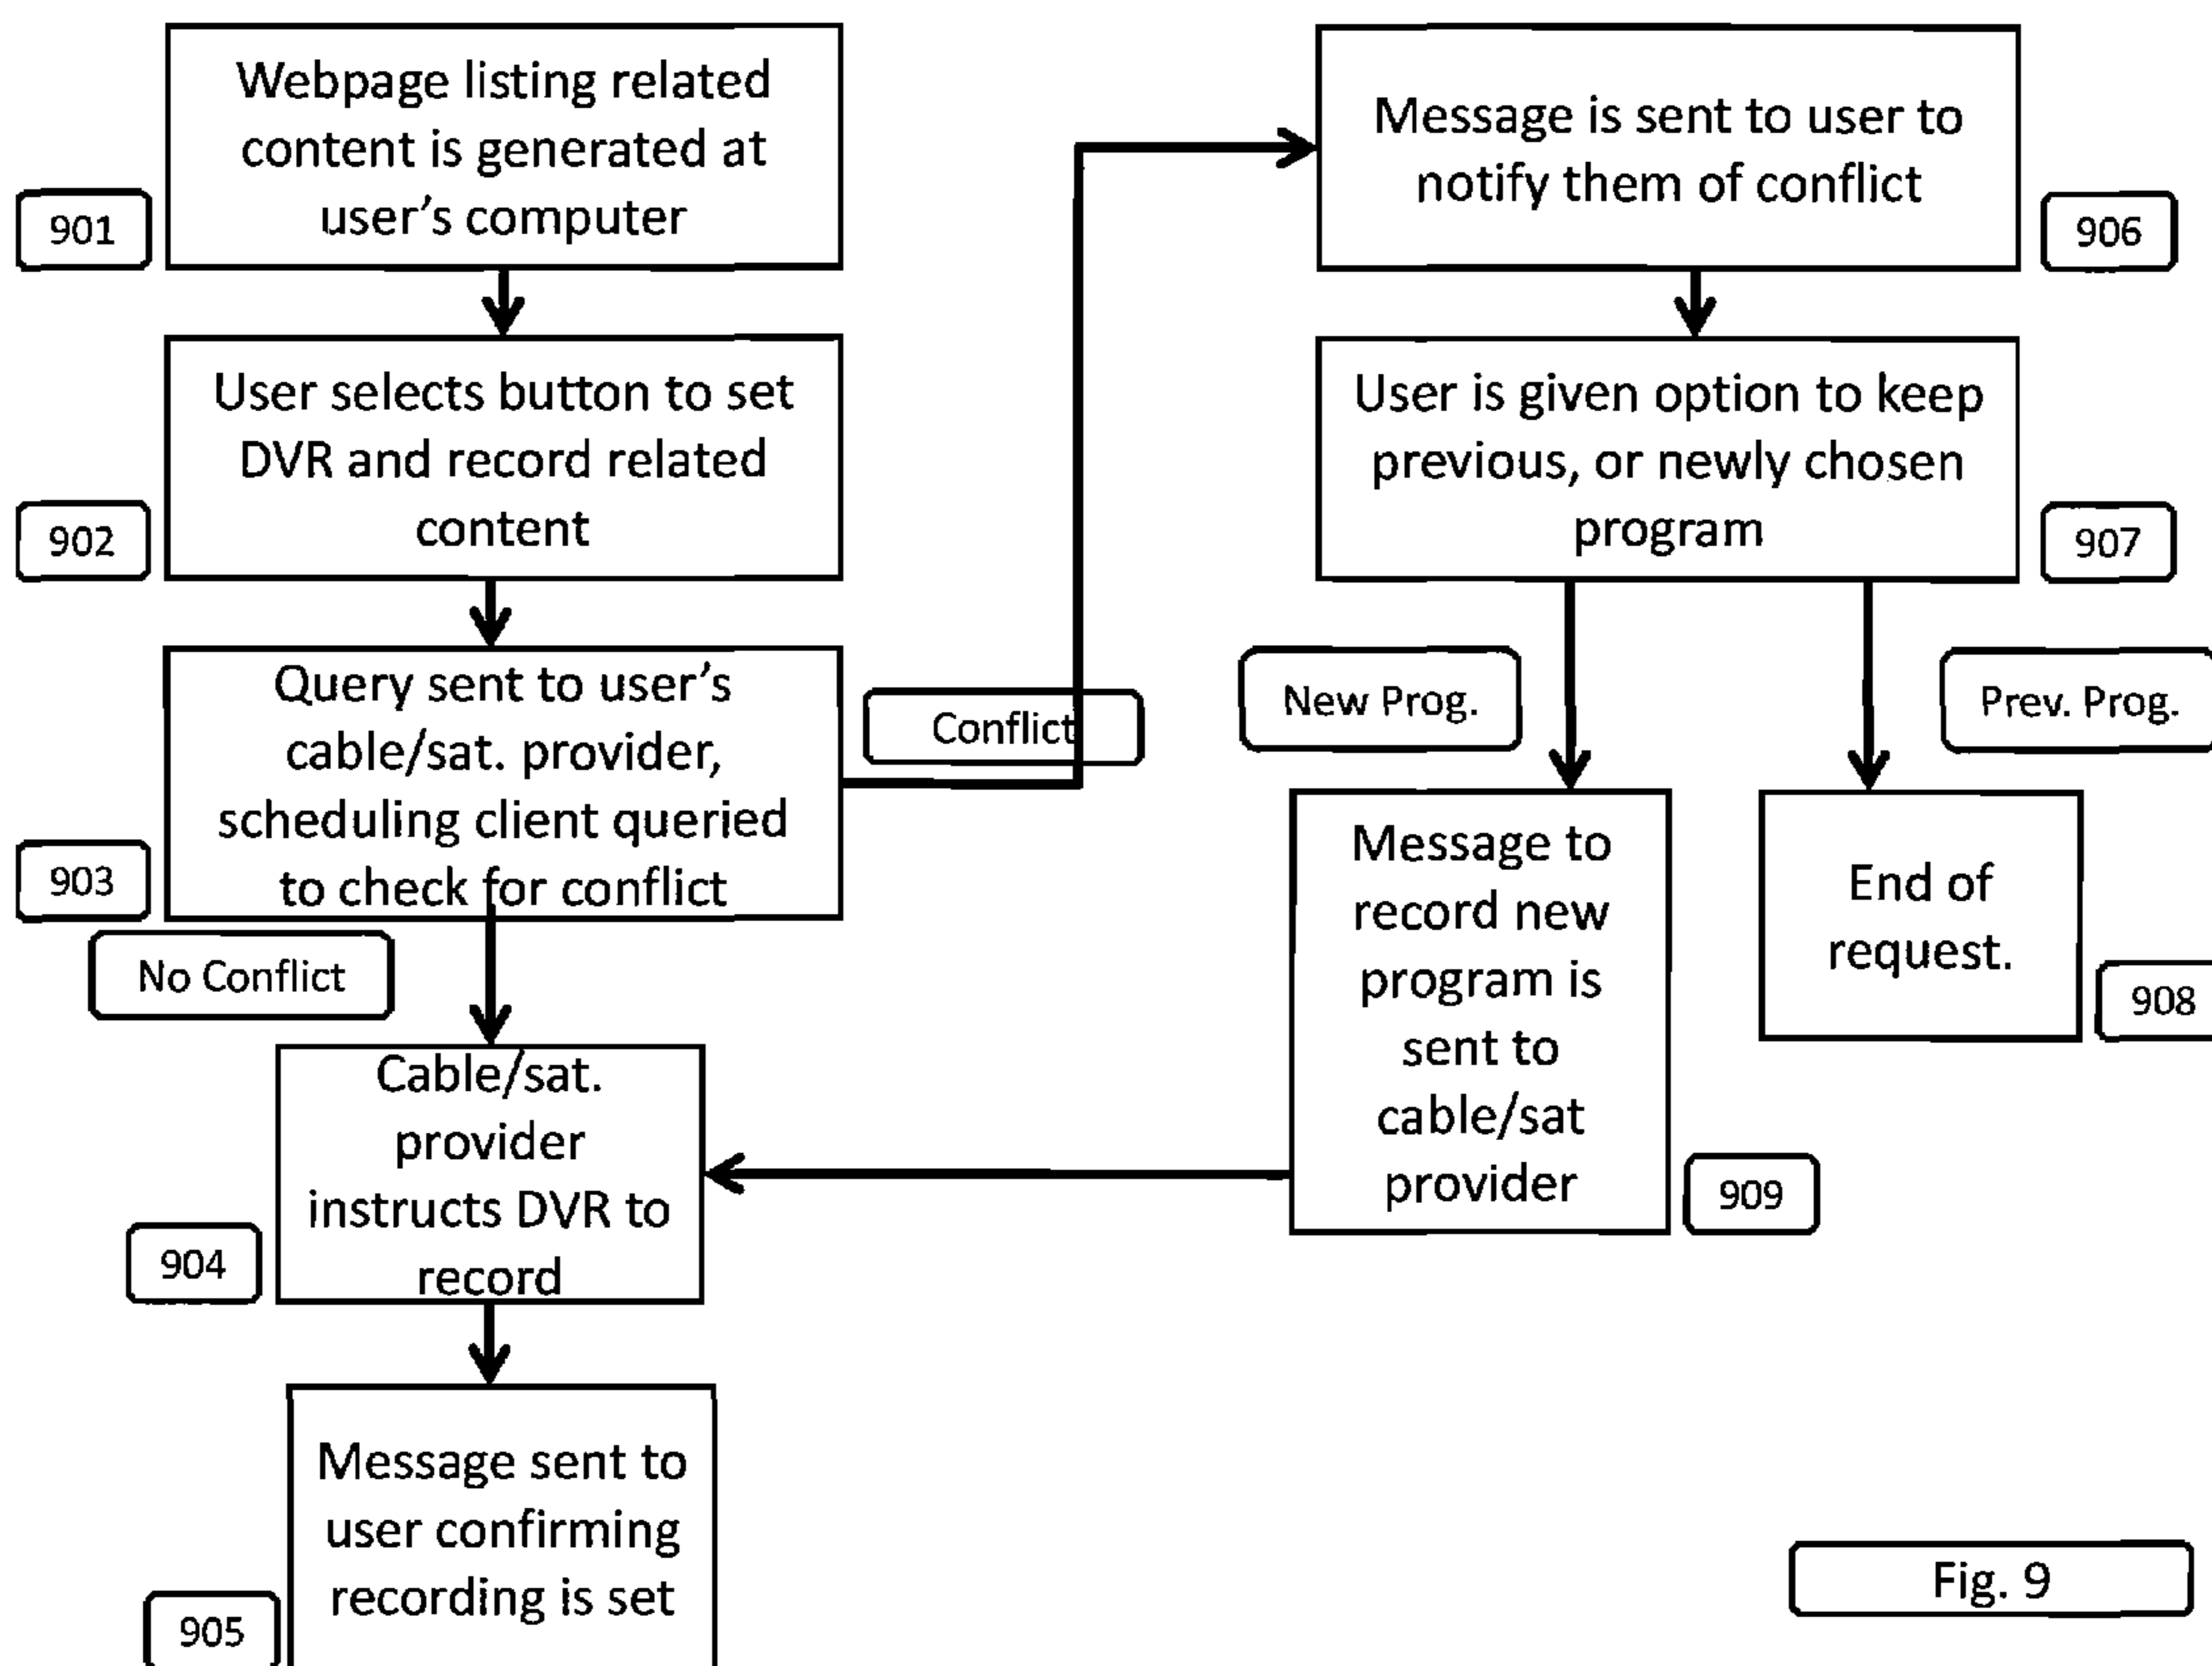 Webpage listing related
content is generated at
user's computer
901
User selects button to set
DVR and record related
content
902
Query sent to user's
cable/sat. provider,
scheduling client queried
to check for conflict
903
Conflict
No Conflict
Cable/sat.
provider
instructs DVR to
record
904
Message sent to
user confirming
recording is set
905
Message is sent to user to
notify them of conflict
906
User is given option to keep
previous, or newly chosen
program
907
New Prog.
Prev. Prog.
Message to
record new
program is
sent to
cable/sat
provider
909
End of
request.
908
Fig. 9